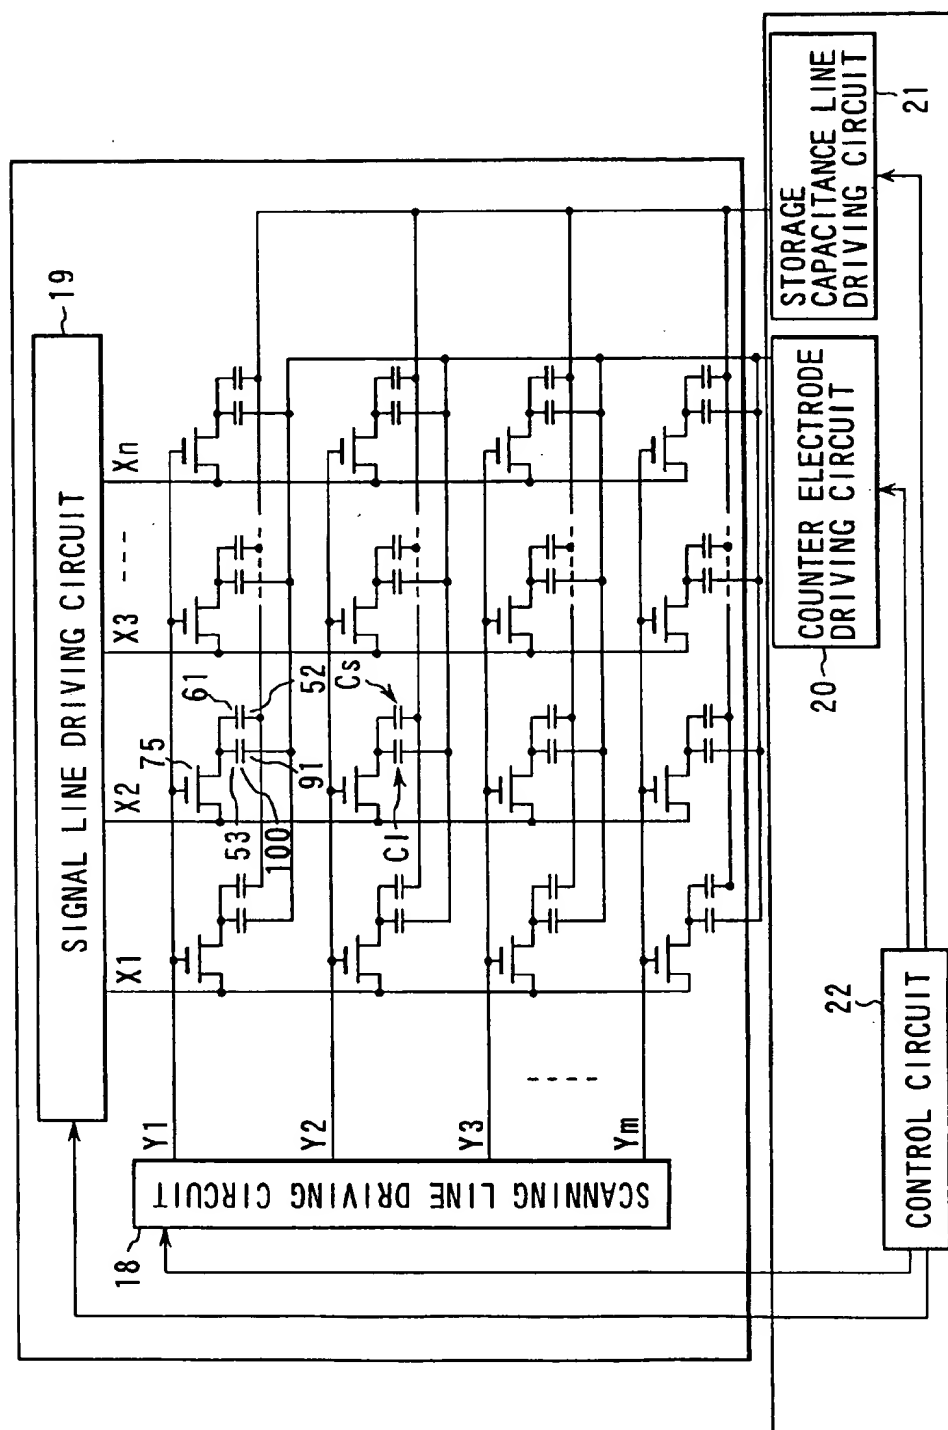 SIGNAL LINE DRIVING CIRCUIT
19
X1
X2
X3
Xn
75
61
52
53
100
91
Cs
Cl
Y1
Y2
Y3
Ym
SCANNING LINE DRIVING CIRCUIT
18
CONTROL CIRCUIT
22
COUNTER ELECTRODE
DRIVING CIRCUIT
20
STORAGE
CAPACITANCE LINE
DRIVING CIRCUIT
21